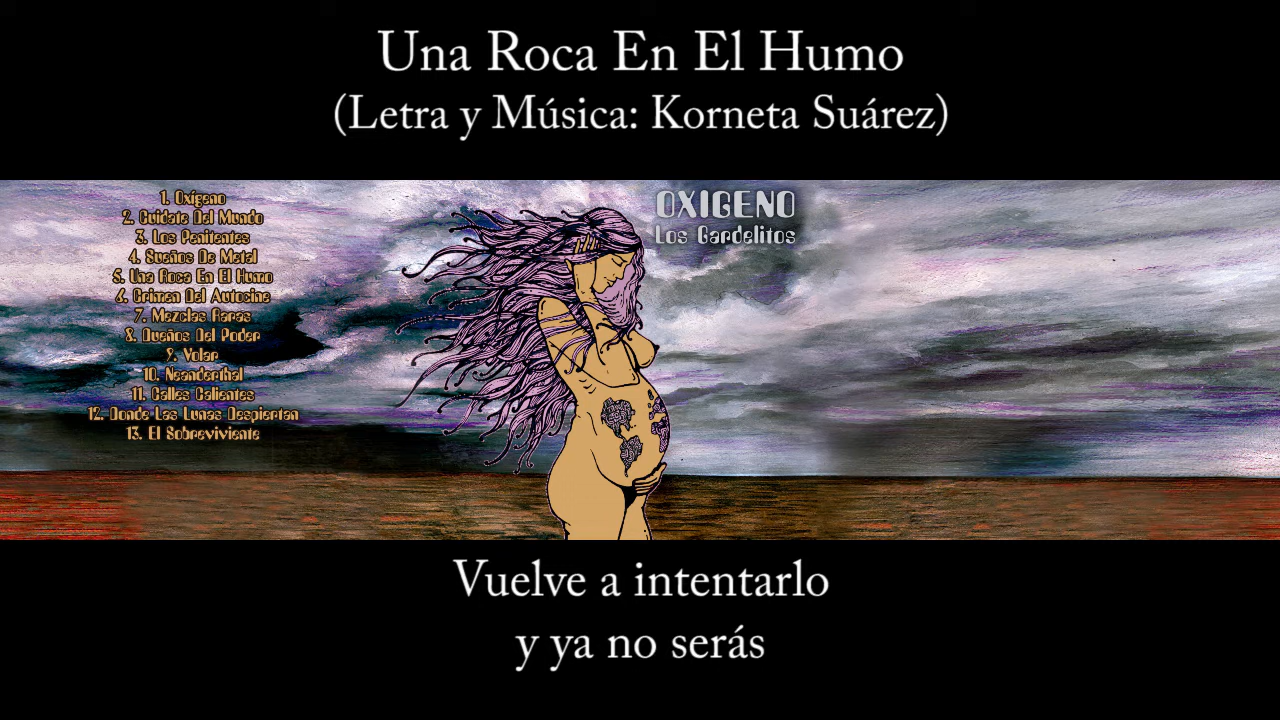 Una Roca En El Humo
(Letra y Música: Korneta Suárez)
1. Oxígeno
2. Cuidate Del Mundo
3. Los Penitentes
4. Sueños De Metal
5. Una Roca En El Humo
6. Crimen Del Autocine
7. Mezclas Raras
8. Dueños Del Poder
9. Volar
10. Neanderthal
11. Calles Calientes
12. Donde Las Lunas Despiertan
13. El Sobreviviente
OXIGENO
Los Gardelitos
Vuelve a intentarlo
y ya no serás